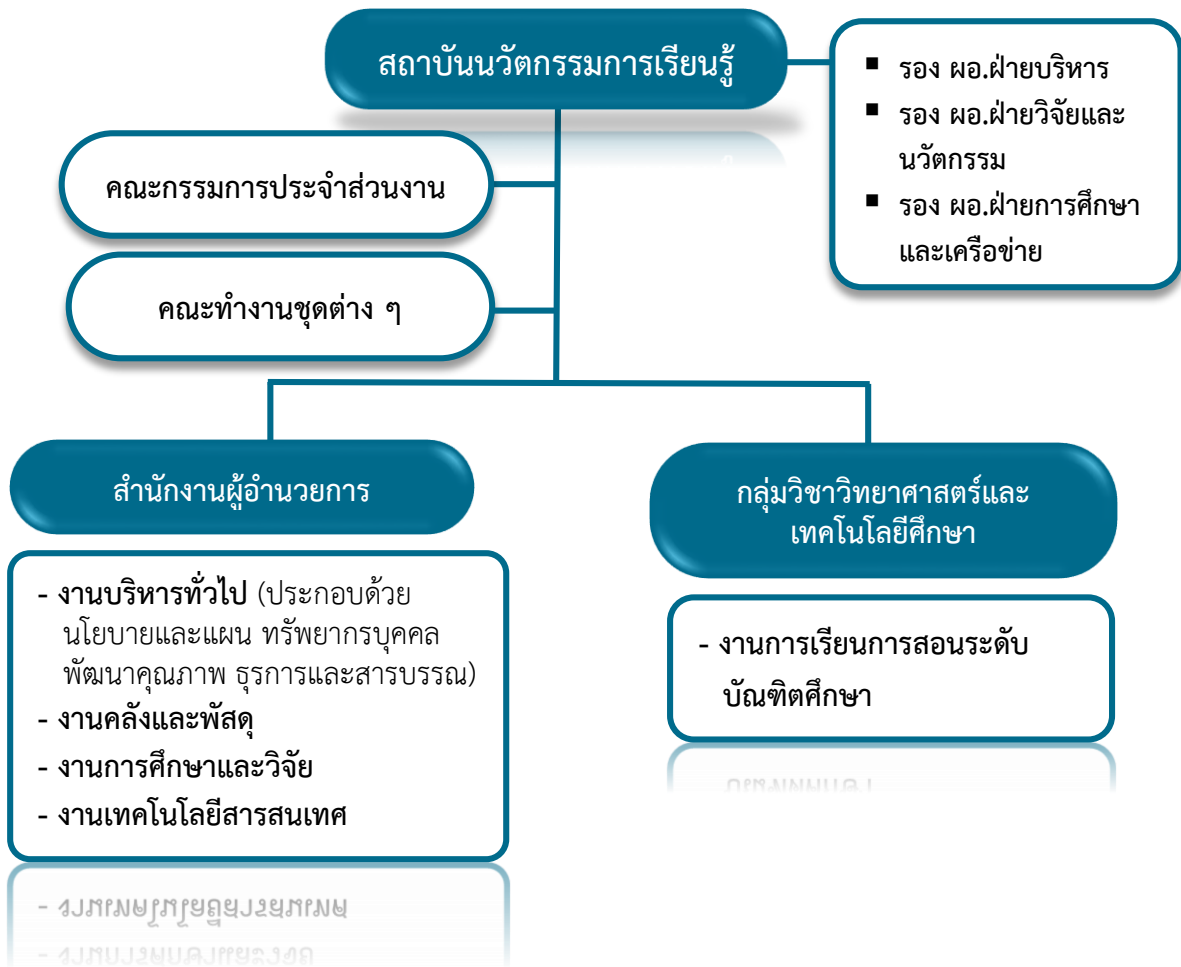 สถาบันนวัตกรรมการเรียนรู้
▪ รอง ผอ.ฝ่ายบริหาร
▪ รอง ผอ.ฝ่ายวิจัยและ
นวัตกรรม
▪ รอง ผอ.ฝ่ายการศึกษา
และเครือข่าย
คณะกรรมการประจำส่วนงาน
คณะทำงานชุดต่าง ๆ
สำนักงานผู้อำนวยการ
- งานบริหารทั่วไป (ประกอบด้วย
นโยบายและแผน ทรัพยากรบุคคล
พัฒนาคุณภาพ ธุรการและสารบรรณ)
- งานคลังและพัสดุ
- งานการศึกษาและวิจัย
- งานเทคโนโลยีสารสนเทศ
กลุ่มวิชาวิทยาศาสตร์และ
เทคโนโลยีศึกษา
- งานการเรียนการสอนระดับ
บัณฑิตศึกษา